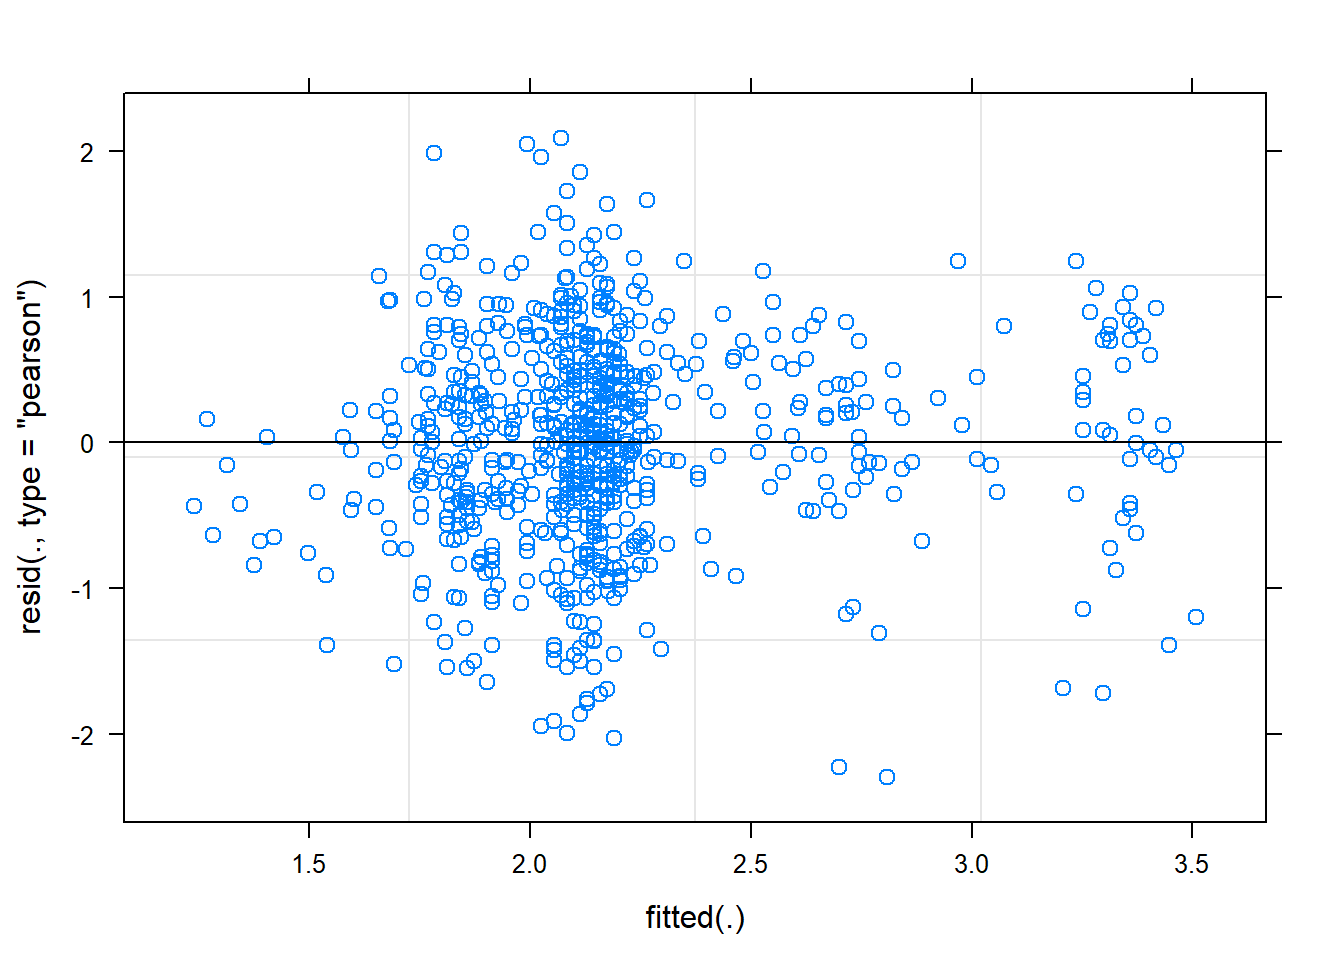 resid(., type = "pearson")
2
1
0
-1
-2
1.5 2.0 2.5 3.0 3.5
fitted(.)